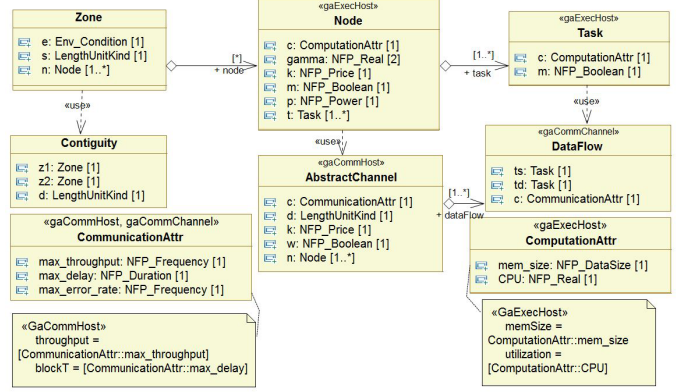 Zone
e: Env_Condition [1]
s: LengthUnitKind [1]
n: Node [1..*]
[*]
+ node
«gaExecHost»
Node
c: ComputationAttr [1]
gamma: NFP_Real [2]
k: NFP_Price [1]
m: NFP_Boolean [1]
p: NFP_Power [1]
t: Task [1..*]
[1..*]
+ task
«gaExecHost»
Task
c: ComputationAttr [1]
m: NFP_Boolean [1]
«use»
«use»
«use»
Contiguity
z1: Zone [1]
z2: Zone [1]
d: LengthUnitKind [1]
«gaCommHost»
AbstractChannel
c: CommunicationAttr [1]
d: LengthUnitKind [1]
k: NFP_Price [1]
w: NFP_Boolean [1]
n: Node [1..*]
[1..*]
+ dataFlow
«gaCommChannel»
DataFlow
ts: Task [1]
td: Task [1]
c: CommunicationAttr [1]
«gaCommHost, gaCommChannel»
CommunicationAttr
max_throughput: NFP_Frequency [1]
max_delay: NFP_Duration [1]
max_error_rate: NFP_Frequency [1]
«gaExecHost»
ComputationAttr
mem_size: NFP_DataSize [1]
CPU: NFP_Real [1]
«GaCommHost»
throughput =
[CommunicationAttr::max_throughput]
blockT = [CommunicationAttr::max_delay]
«GaExecHost»
memSize =
ComputationAttr::mem_size
utilization =
[ComputationAttr::CPU]